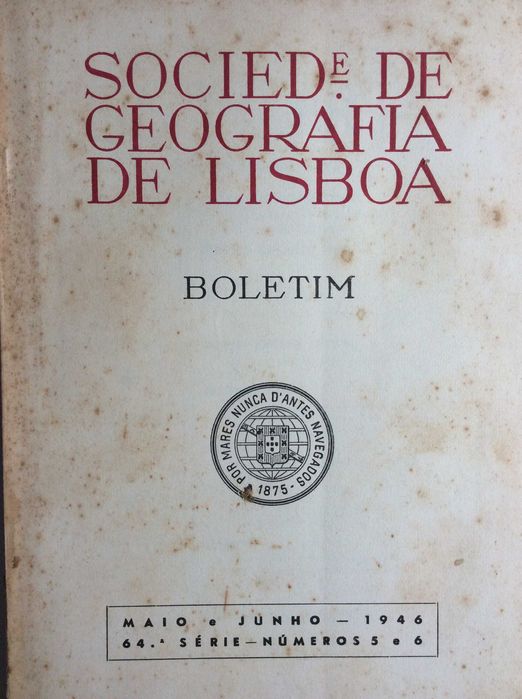 SOCIEDᴱ. DE
GEOGRAFIA
DE LISBOA
BOLETIM
POR MARES NUNCA D'ANTES NAVEGADOS
- 1875 -
MAIO e JUNHO — 1946
64.ª SÉRIE — NÚMEROS 5 e 6